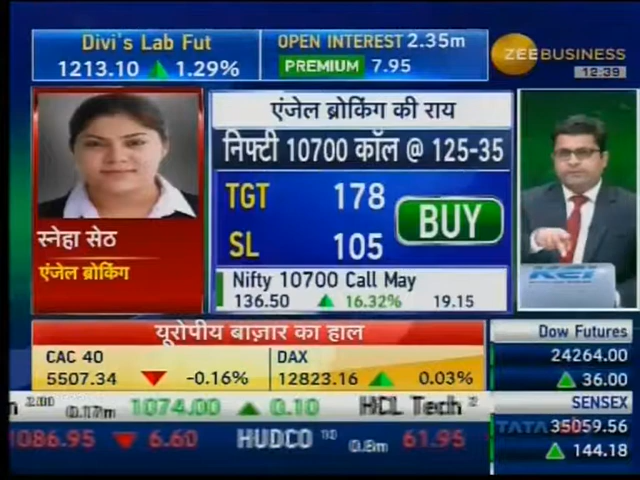 Divi's Lab Fut
1213.10 1.29%
OPEN INTEREST 2.35m
PREMIUM 7.95
ZEE BUSINESS
12:39
एंजेल ब्रोकिंग की राय
निफ्टी 10700 कॉल @ 125-35
TGT 178
SL 105
BUY
Nifty 10700 Call May
136.50 16.32% 19.15
स्नेहा सेठ
एंजेल ब्रोकिंग
KEI
यूरोपीय बाज़ार का हाल
CAC 40
5507.34 -0.16%
DAX
12823.16 0.03%
Dow Futures
24264.00
36.00
SENSEX
35059.56
144.18
1074.00 0.10 HCL Tech
1086.95 6.60 HUDCO 0.8m 61.95
TATA